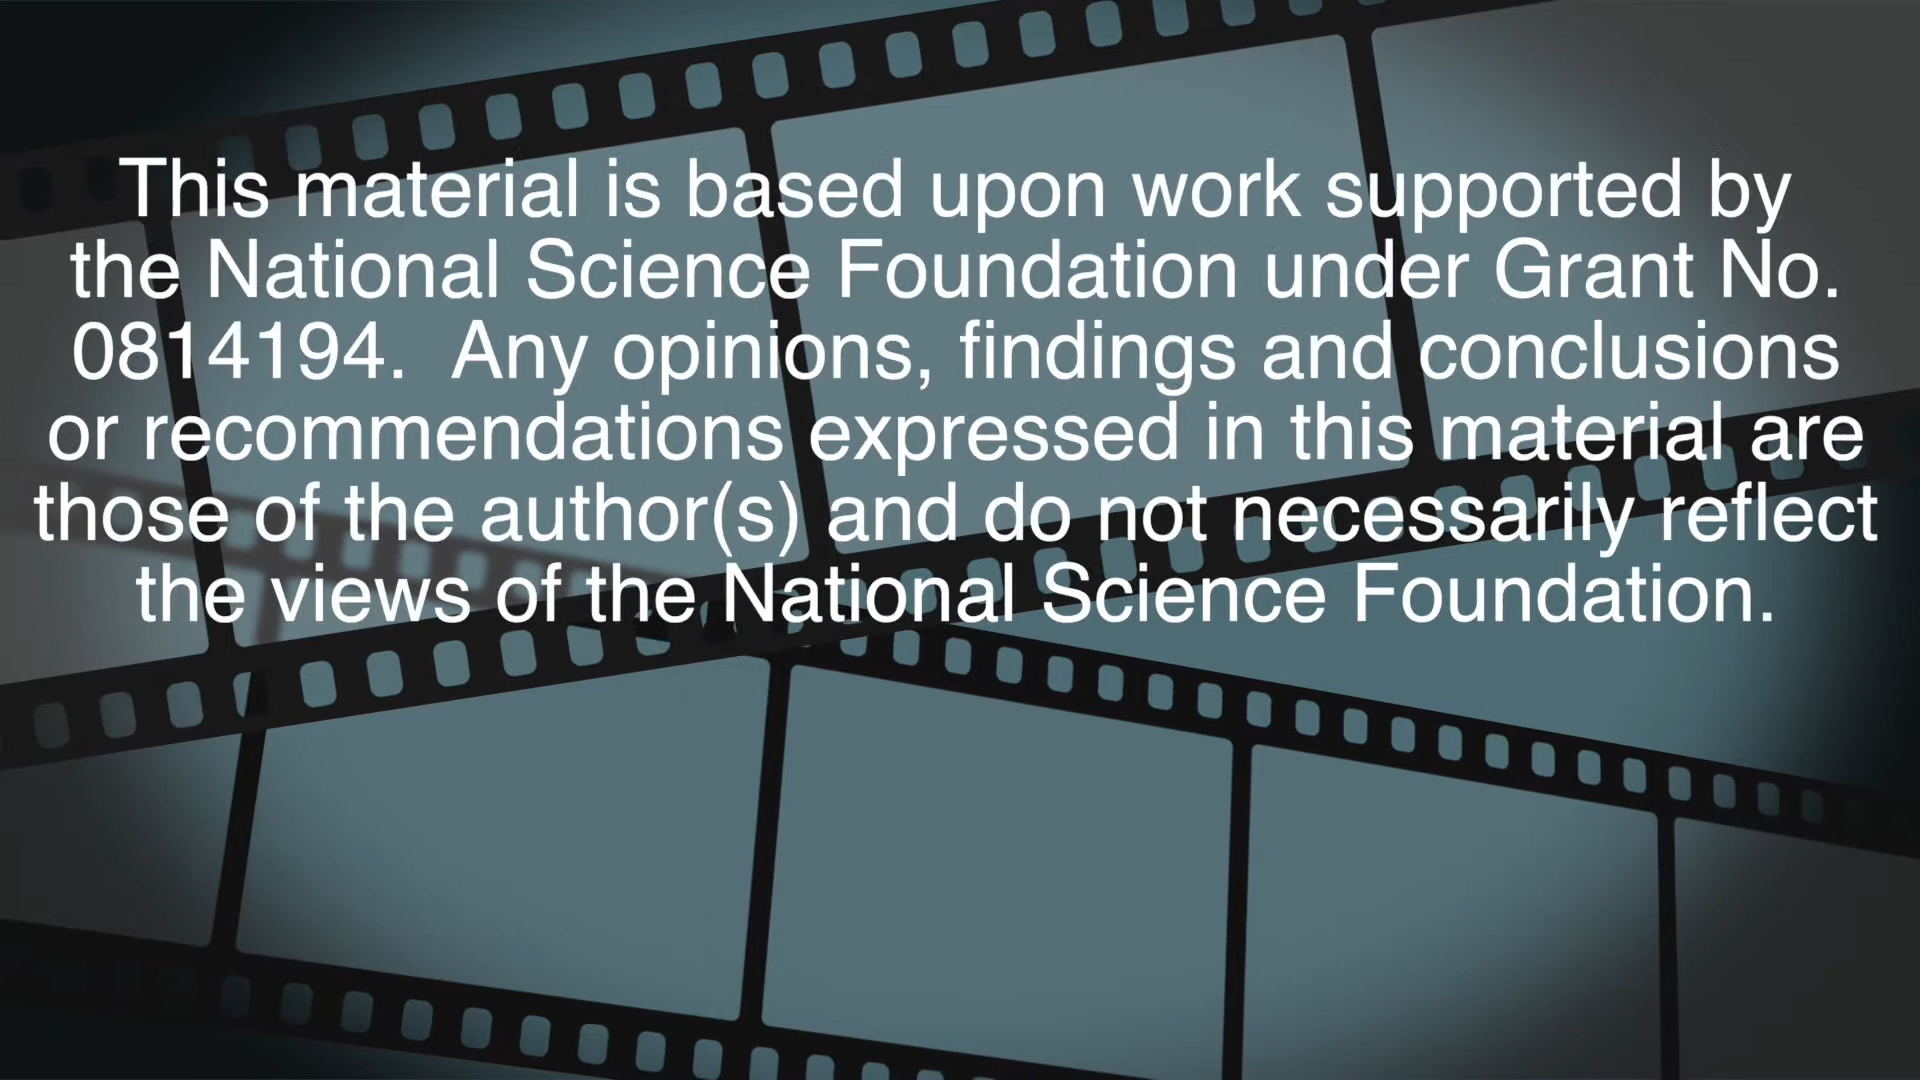 This material is based upon work supported by
the National Science Foundation under Grant No.
0814194.  Any opinions, findings and conclusions
or recommendations expressed in this material are
those of the author(s) and do not necessarily reflect
the views of the National Science Foundation.